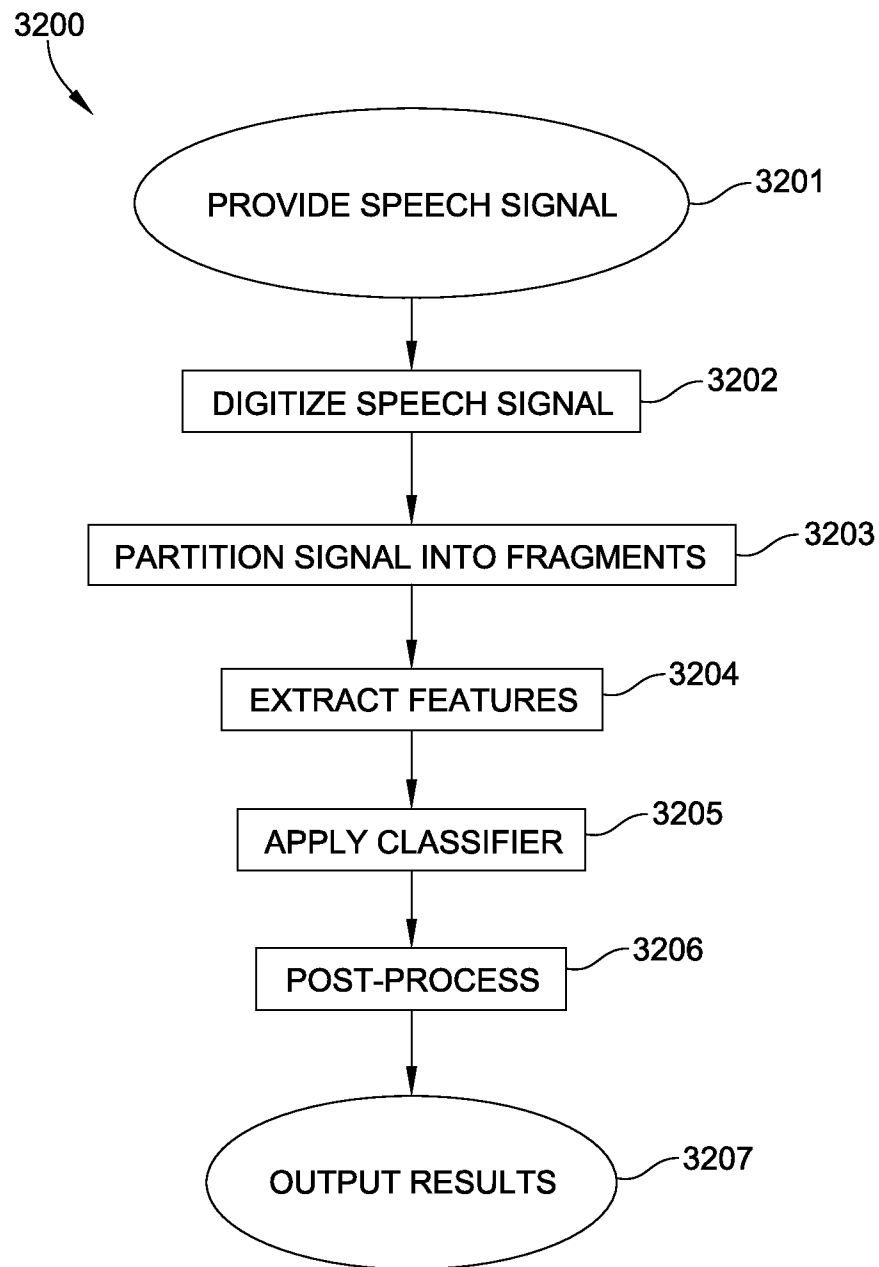 3200
PROVIDE SPEECH SIGNAL
3201
DIGITIZE SPEECH SIGNAL
3202
PARTITION SIGNAL INTO FRAGMENTS
3203
EXTRACT FEATURES
3204
APPLY CLASSIFIER
3205
POST-PROCESS
3206
OUTPUT RESULTS
3207